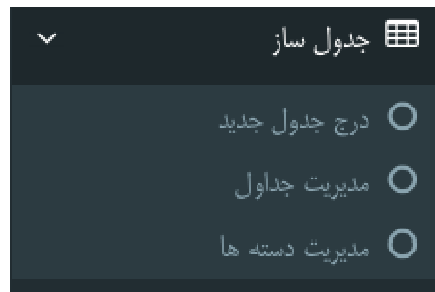 جدول ساز
درج جدول جدید
مدیریت جداول
مدیریت دسته ها